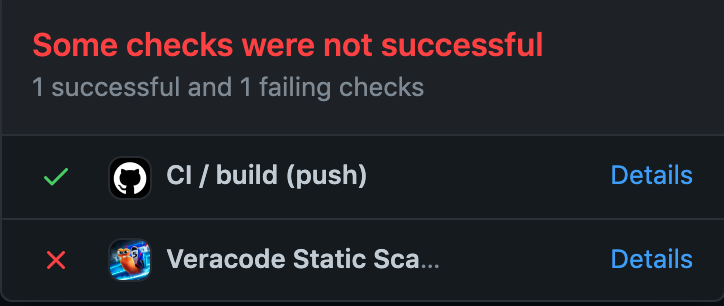 Some checks were not successful
1 successful and 1 failing checks
CI / build (push) Details
Veracode Static Sca... Details